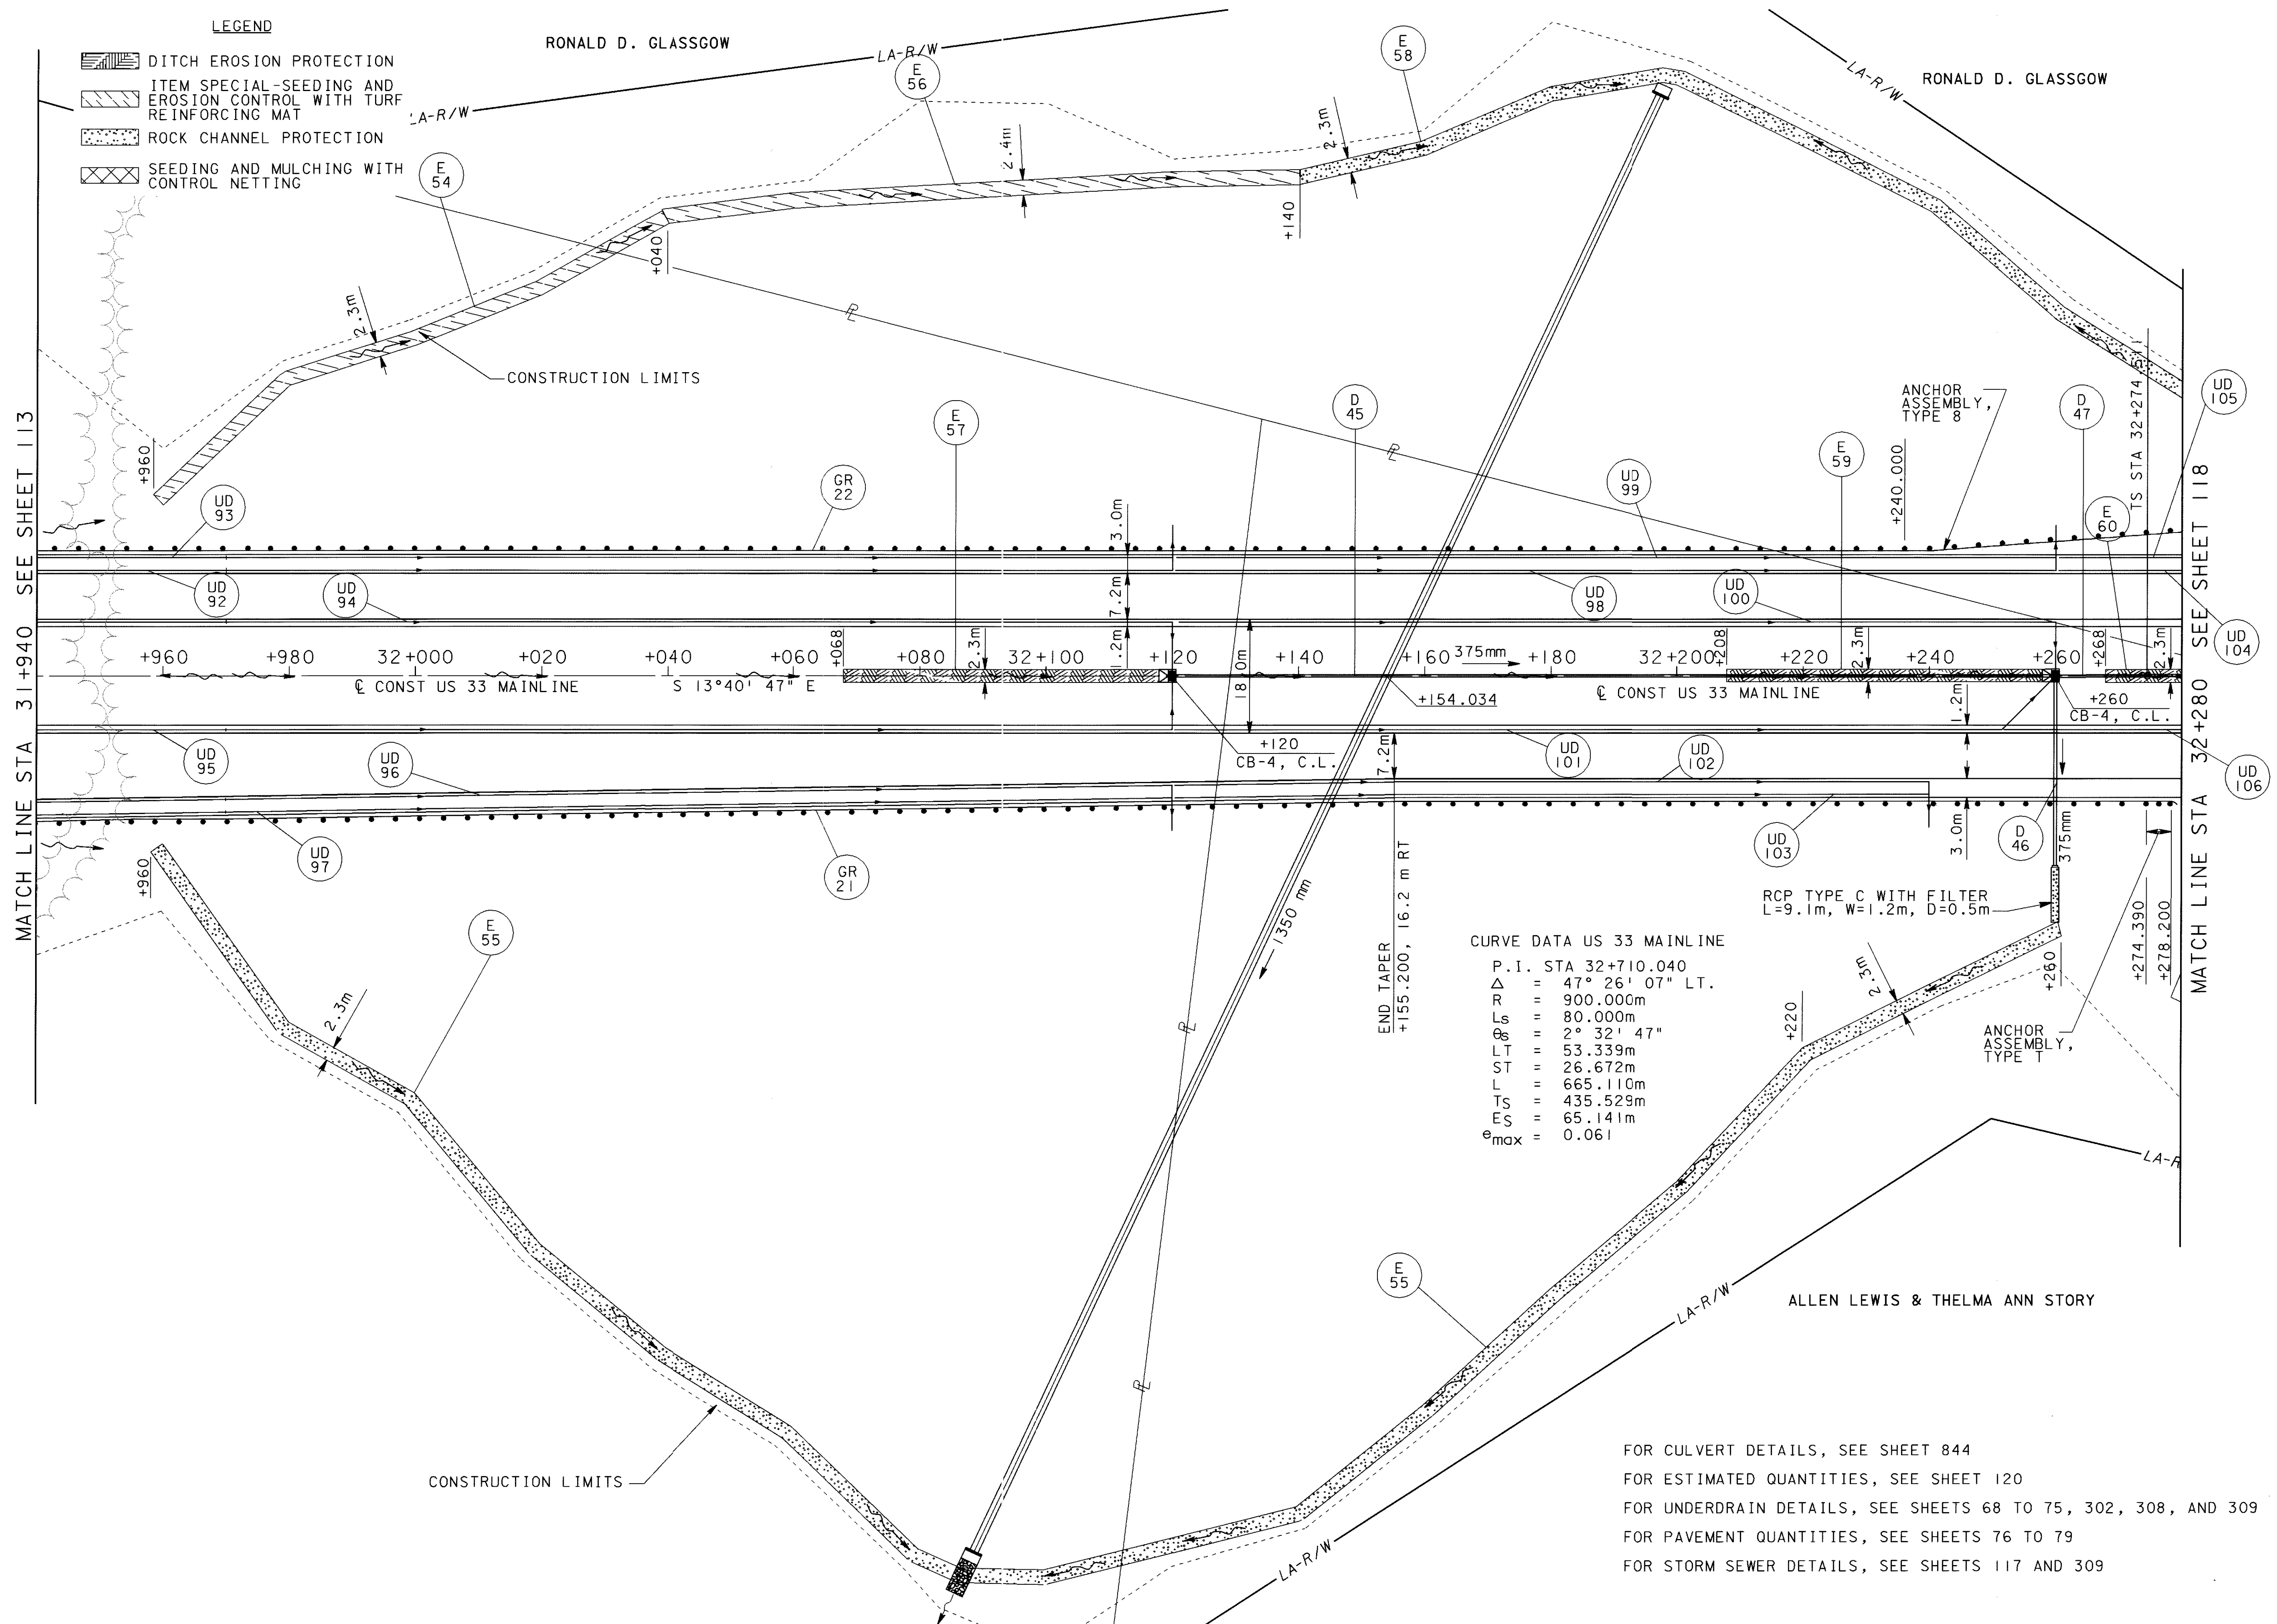 LEGEND
DITCH EROSION PROTECTION
ITEM SPECIAL-SEEDING AND
EROSION CONTROL WITH TURF
REINFORCING MAT
ROCK CHANNEL PROTECTION
SEEDING AND MULCHING WITH
CONTROL NETTING
RONALD D. GLASSGOW
LA-R/W
LA-R/W
E
56
E
58
LA-R/W
RONALD D. GLASSGOW
E
54
2.4m
2.3m
+140
+040
2.3m
CONSTRUCTION LIMITS
+960
PL
PL
E
57
D
45
ANCHOR
ASSEMBLY,
TYPE 8
D
47
UD
105
TS STA 32+274.511
E
59
+240.000
E
60
UD
93
GR
22
3.0m
UD
99
UD
92
UD
94
7.2m
UD
98
UD
100
UD
104
MATCH LINE STA 31+940 SEE SHEET 113
MATCH LINE STA 32+280 SEE SHEET 118
+960
+980
32+000
+020
+040
+060
+068
+080
2.3m
32+100
1.2m
+120
18.0m
+140
+160
375mm
+180
32+200
+208
+220
2.3m
+240
+260
+268
2.3m
CL CONST US 33 MAINLINE
S 13°40' 47" E
+154.034
CL CONST US 33 MAINLINE
1.2m
+260
CB-4, C.L.
+120
CB-4, C.L.
UD
95
UD
96
7.2m
UD
101
UD
102
UD
106
UD
97
GR
21
UD
103
3.0m
D
46
375mm
+960
END TAPER
+155.200, 16.2 m RT
1350 mm
RCP TYPE C WITH FILTER
L=9.1m, W=1.2m, D=0.5m
+274.390
+278.200
E
55
2.3m
CURVE DATA US 33 MAINLINE
P.I. STA 32+710.040
Δ = 47° 26' 07" LT.
R = 900.000m
Ls = 80.000m
θs = 2° 32' 47"
LT = 53.339m
ST = 26.672m
L = 665.110m
TS = 435.529m
ES = 65.141m
emax = 0.061
2.3m
+220
+260
ANCHOR
ASSEMBLY,
TYPE T
PL
LA-R
E
55
LA-R/W
ALLEN LEWIS & THELMA ANN STORY
PL
CONSTRUCTION LIMITS
LA-R/W
FOR CULVERT DETAILS, SEE SHEET 844
FOR ESTIMATED QUANTITIES, SEE SHEET 120
FOR UNDERDRAIN DETAILS, SEE SHEETS 68 TO 75, 302, 308, AND 309
FOR PAVEMENT QUANTITIES, SEE SHEETS 76 TO 79
FOR STORM SEWER DETAILS, SEE SHEETS 117 AND 309